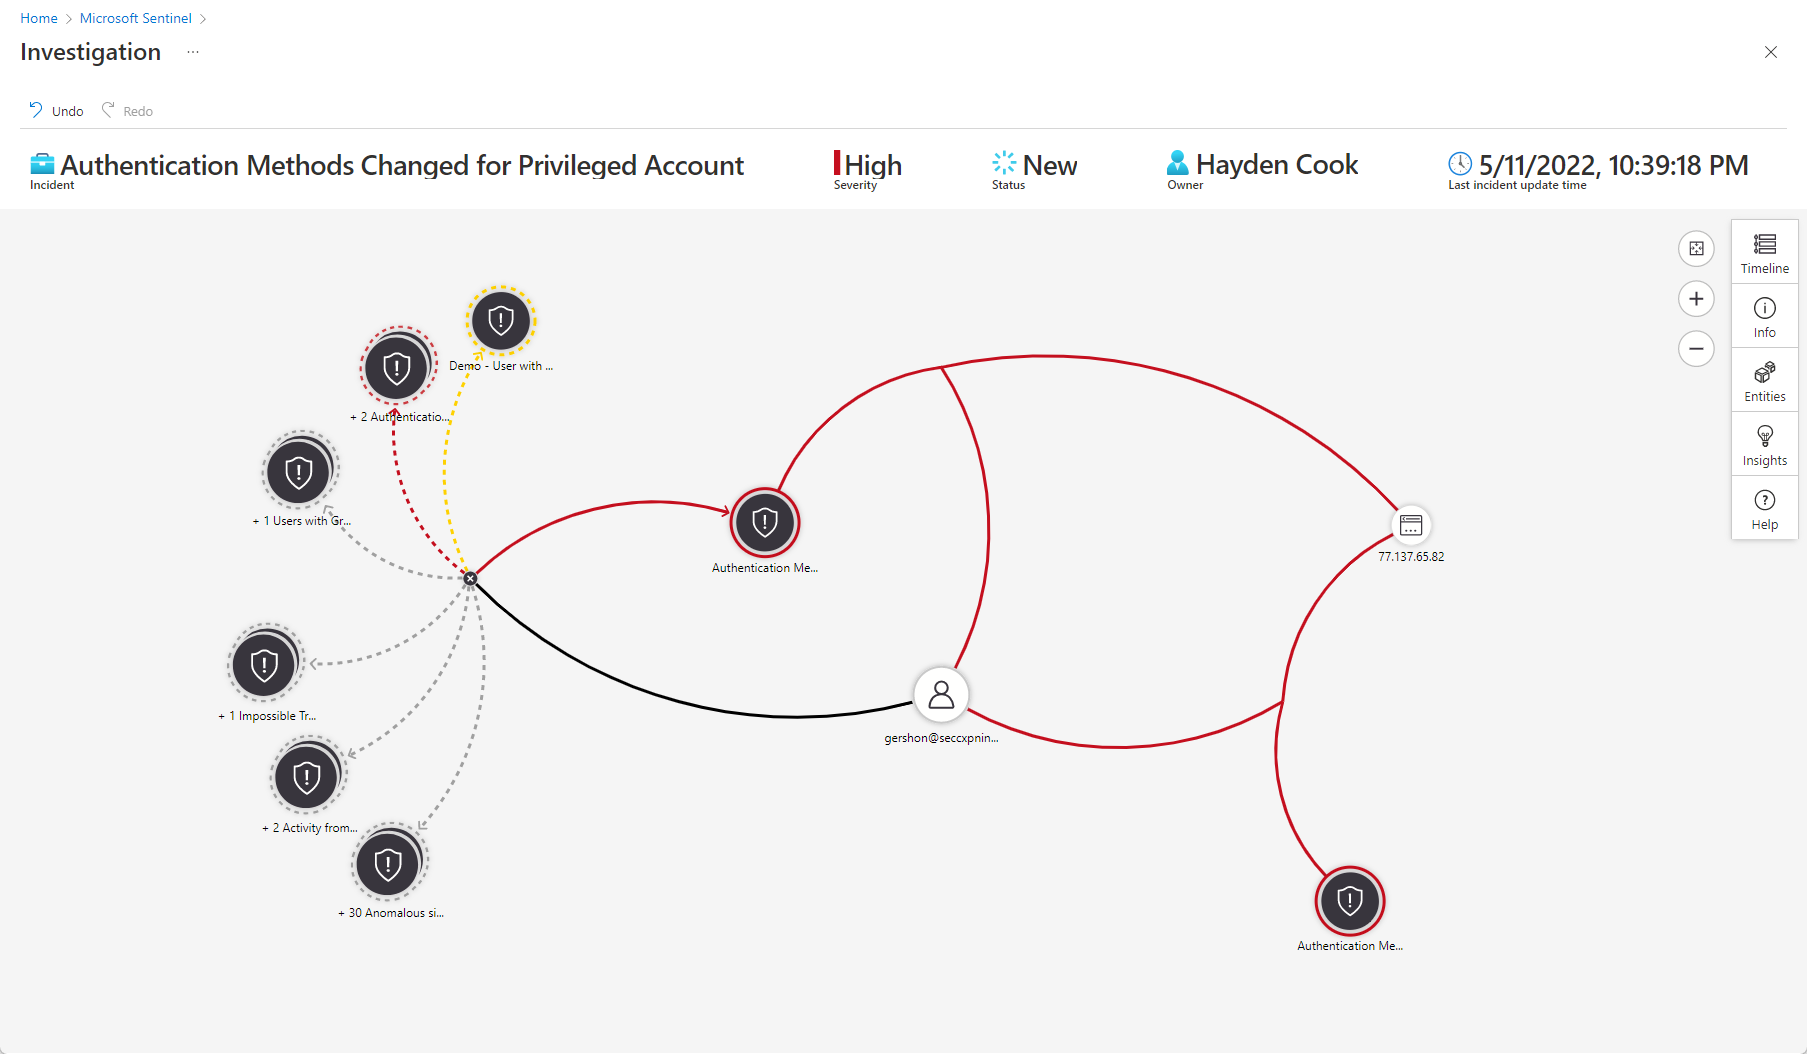 Home > Microsoft Sentinel >
Investigation ...
Undo Redo
Authentication Methods Changed for Privileged Account
Incident
High
Severity
New
Status
Hayden Cook
Owner
5/11/2022, 10:39:18 PM
Last incident update time
Timeline
Info
Entities
Insights
Help
Demo - User with ...
+ 2 Authenticatio...
+ 1 Users with Gr...
Authentication Me...
77.137.65.82
+ 1 Impossible Tr...
gershon@seccxpnin...
+ 2 Activity from...
+ 30 Anomalous si...
Authentication Me...